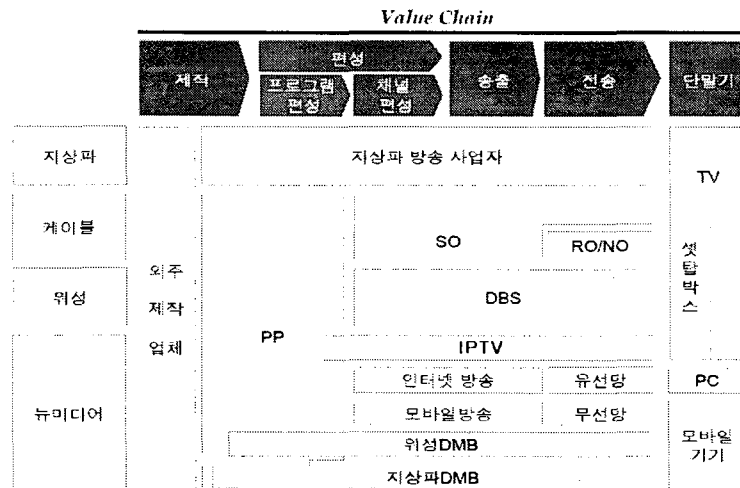 Value Chain
제작
편성
프로그램
편성
채널
편성
송출
전송
단말기
지상파
지상파 방송 사업자
TV
케이블
SO
RO/NO
셋
탑
박
스
외주
제작
업체
위성
DBS
PP
IPTV
뉴미디어
인터넷 방송
유선망
PC
모바일방송
무선망
모바일
기기
위성DMB
지상파DMB